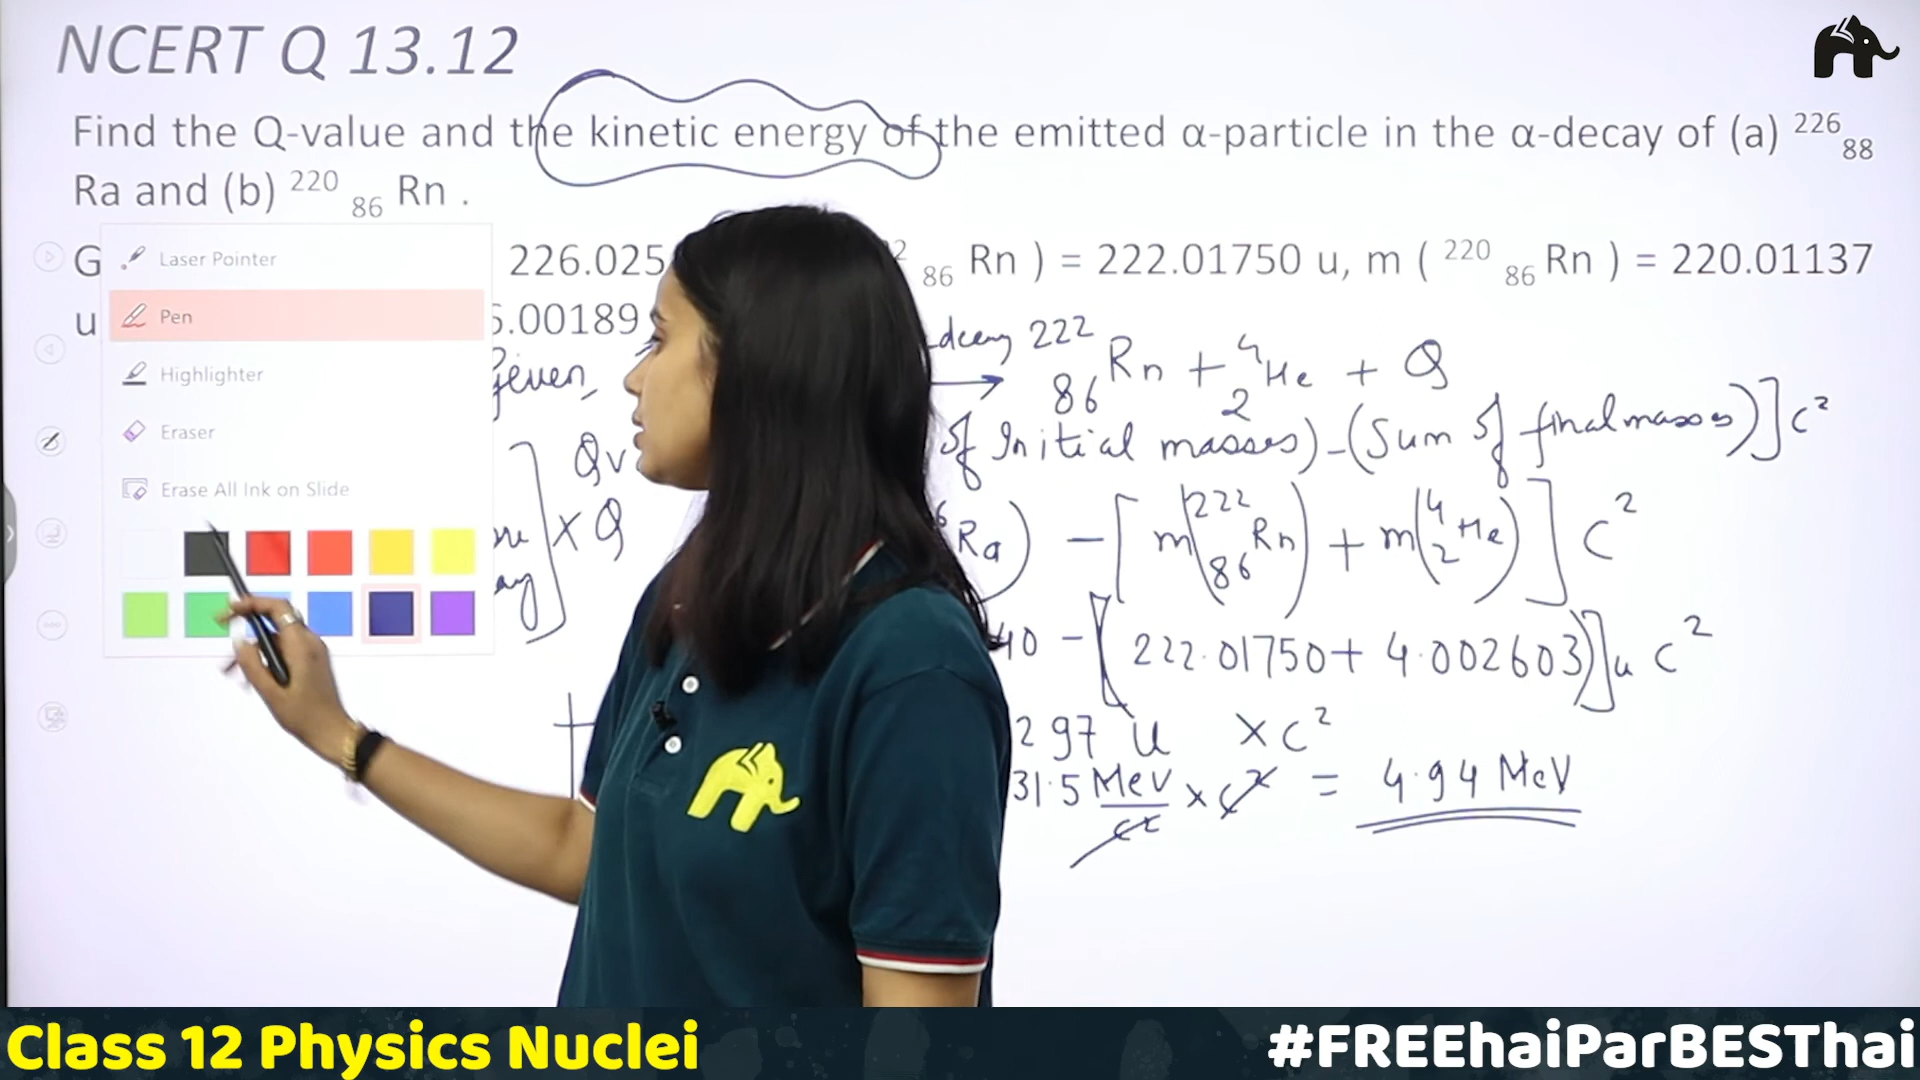 NCERT Q 13.12
Find the Q-value and the kinetic energy of the emitted α-particle in the α-decay of (a) 226 88
Ra and (b) 220 86 Rn .
G 226.025 2 86 Rn ) = 222.01750 u, m ( 220 86 Rn ) = 220.01137
u .00189
Laser Pointer
Pen
Highlighter
Eraser
Erase All Ink on Slide
222 86 Rn + 4 2 He + Q
of Initial masses) - (Sum of final masses)] c²
] × Q
Ra) - [m(222 86 Rn) + m(4 2 He)] c²
40 - (222.01750 + 4.002603)] u c²
297 u × c²
31.5 MeV/c² × c² = 4.94 MeV
Class 12 Physics Nuclei
#FREEhaiParBESThai